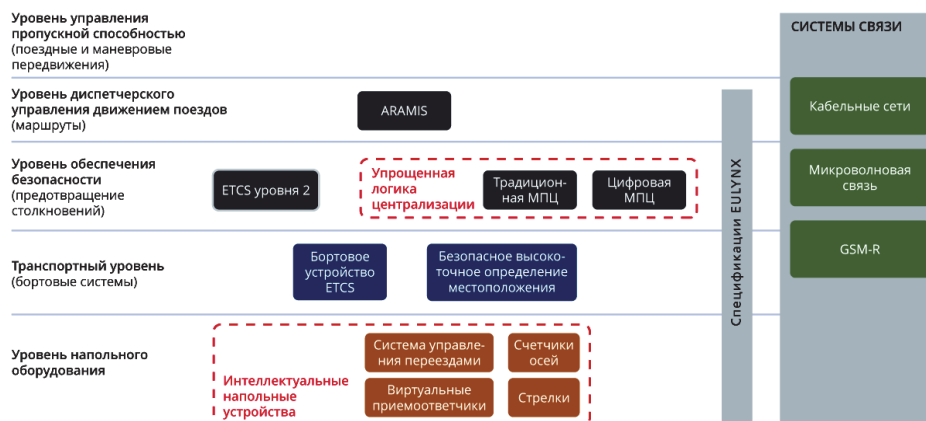 Уровень управления
пропускной способностью
(поездные и маневровые
передвижения)
СИСТЕМЫ СВЯЗИ
Уровень диспетчерского
управления движением поездов
(маршруты)
ARAMIS
Кабельные сети
Уровень обеспечения
безопасности
(предотвращение
столкновений)
ETCS уровня 2
Упрощенная
логика
централизации
Традицион-
ная МПЦ
Цифровая
МПЦ
Микроволновая
связь
Спецификации EULYNX
GSM-R
Транспортный уровень
(бортовые системы)
Бортовое
устройство
ETCS
Безопасное высоко-
точное определение
местоположения
Уровень напольного
оборудования
Интеллектуальные
напольные
устройства
Система управле-
ния переездами
Счетчики
осей
Виртуальные
приемоответчики
Стрелки